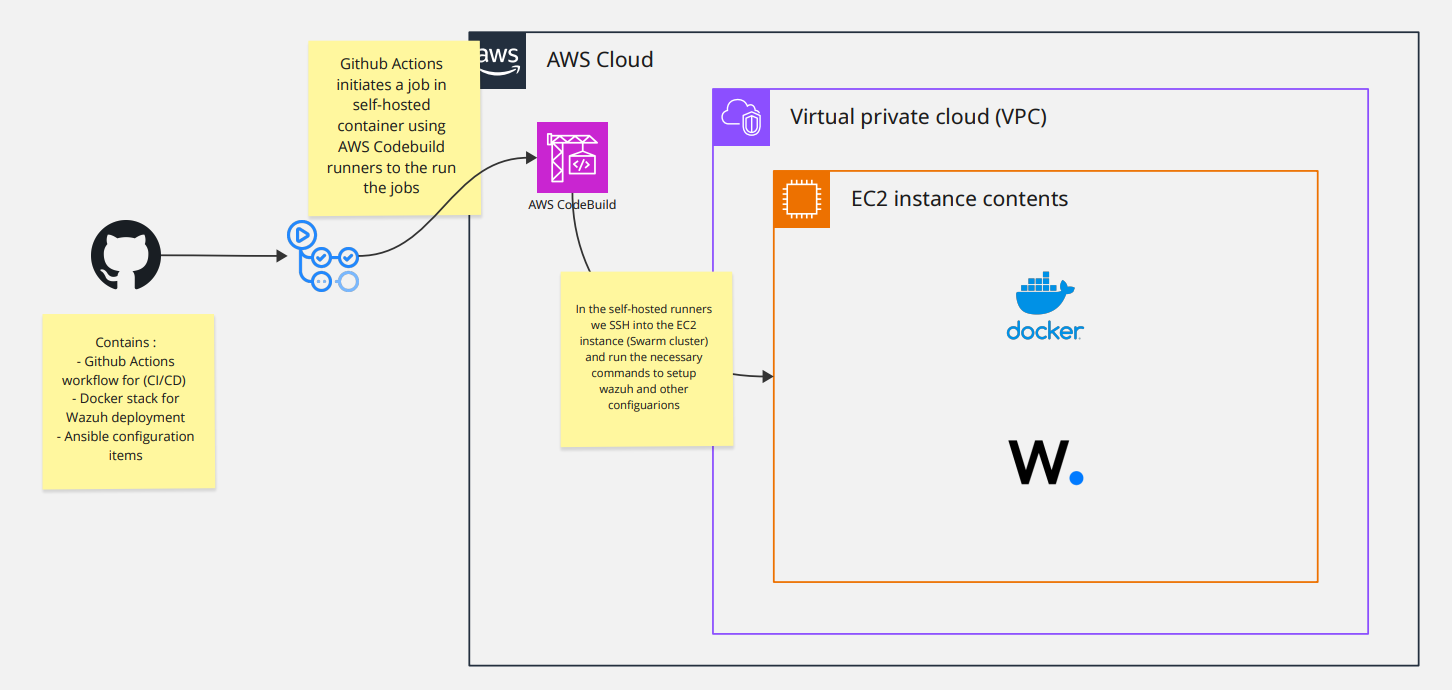 Github Actions
initiates a job in
self-hosted
container using
AWS Codebuild
runners to the run
the jobs
aws
AWS Cloud
Virtual private cloud (VPC)
AWS CodeBuild
EC2 instance contents
docker
In the self-hosted runners
we SSH into the EC2
instance (Swarm cluster)
and run the necessary
commands to setup
wazuh and other
configuarions
Contains :
- Github Actions
workflow for (CI/CD)
- Docker stack for
Wazuh deployment
- Ansible configuration
items
W.